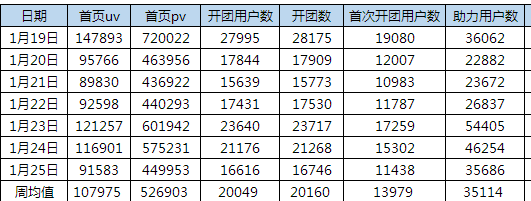 日期 首页uv 首页pv 开团用户数 开团数 首次开团用户数 助力用户数
1月19日 147893 720022 27995 28175 19080 36062
1月20日 95766 463956 17844 17909 12007 22882
1月21日 89830 436922 15639 15773 10983 23672
1月22日 92598 440293 17431 17530 11787 26837
1月23日 121257 601942 23640 23717 17259 54405
1月24日 116901 575231 21176 21268 15302 46254
1月25日 91583 449953 16616 16746 11438 35686
周均值 107975 526903 20049 20160 13979 35114